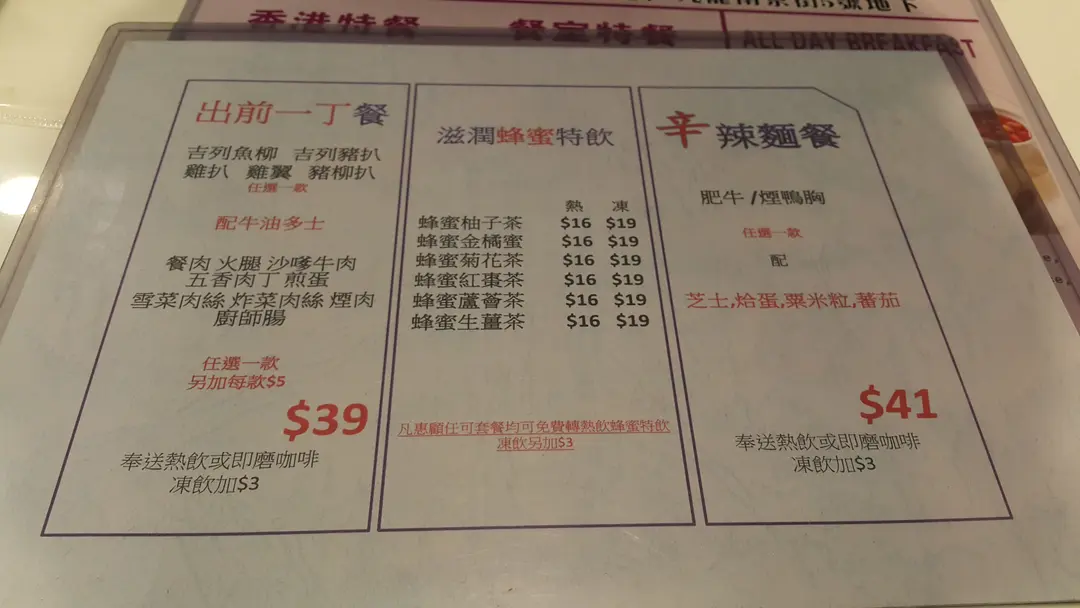 香港特餐 餐室特餐
ALL DAY BREAKFAST
出前一丁餐
吉列魚柳 吉列豬扒
雞扒 雞翼 豬柳扒
任選一款
配牛油多士
餐肉 火腿 沙嗲牛肉
五香肉丁 煎蛋
雪菜肉絲 炸菜肉絲 煙肉
廚師腸
任選一款
另加每款$5
$39
奉送熱飲或即磨咖啡
凍飲加$3
滋潤蜂蜜特飲
熱 凍
蜂蜜柚子茶 $16 $19
蜂蜜金橘蜜 $16 $19
蜂蜜菊花茶 $16 $19
蜂蜜紅棗茶 $16 $19
蜂蜜蘆薈茶 $16 $19
蜂蜜生薑茶 $16 $19
凡惠顧任可套餐均可免費轉熱飲蜂蜜特飲
凍飲另加$3
辛辣麵餐
肥牛 /煙鴨胸
任選一款
配
芝士,烚蛋,粟米粒,蕃茄
$41
奉送熱飲或即磨咖啡
凍飲加$3